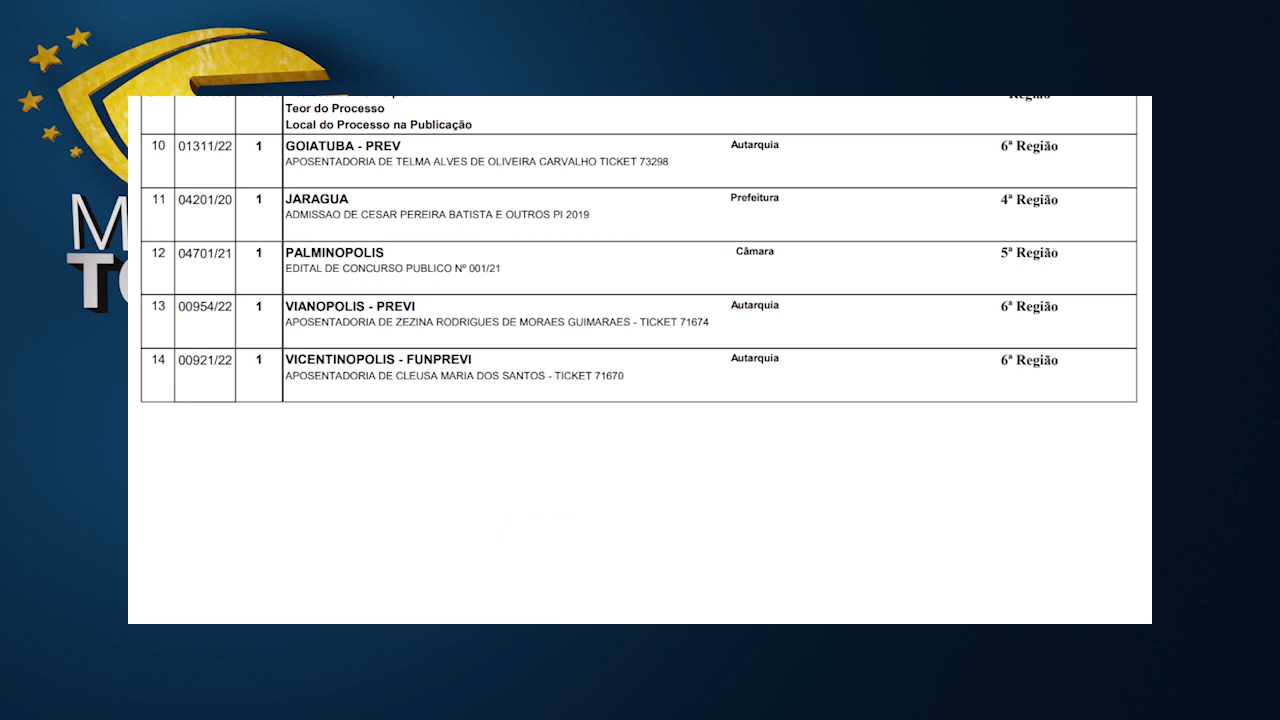 Teor do Processo
Local do Processo na Publicação
Região
10 01311/22 1 GOIATUBA - PREV Autarquia 6ª Região
APOSENTADORIA DE TELMA ALVES DE OLIVEIRA CARVALHO TICKET 73298
11 04201/20 1 JARAGUA Prefeitura 4ª Região
ADMISSAO DE CESAR PEREIRA BATISTA E OUTROS PI 2019
12 04701/21 1 PALMINOPOLIS Câmara 5ª Região
EDITAL DE CONCURSO PUBLICO Nº 001/21
13 00954/22 1 VIANOPOLIS - PREVI Autarquia 6ª Região
APOSENTADORIA DE ZEZINA RODRIGUES DE MORAES GUIMARAES - TICKET 71674
14 00921/22 1 VICENTINOPOLIS - FUNPREVI Autarquia 6ª Região
APOSENTADORIA DE CLEUSA MARIA DOS SANTOS - TICKET 71670